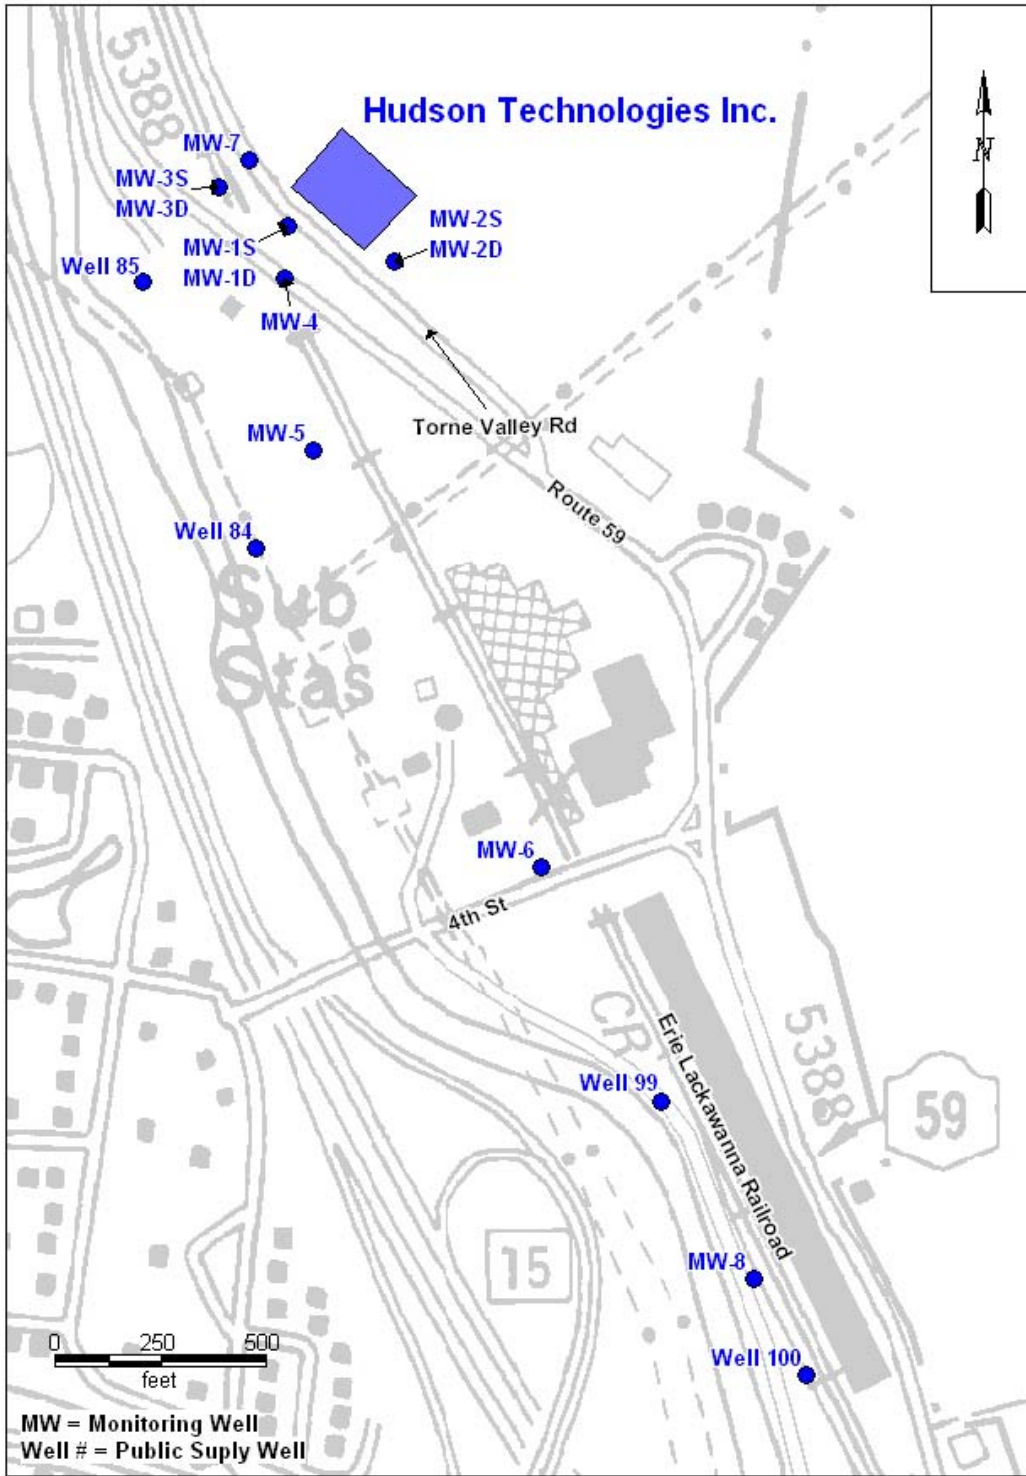 5388
Hudson Technologies Inc.
N
MW-7
MW-3S
MW-3D
MW-2S
MW-2D
MW-1S
MW-1D
Well 85
MW-4
Torne Valley Rd
MW-5
Route 59
Well 84
Sub
Stas
MW-6
4th St
CR
Erie Lackawanna Railroad
5388
59
Well 99
15
MW-8
Well 100
0 250 500
feet
MW = Monitoring Well
Well # = Public Suply Well